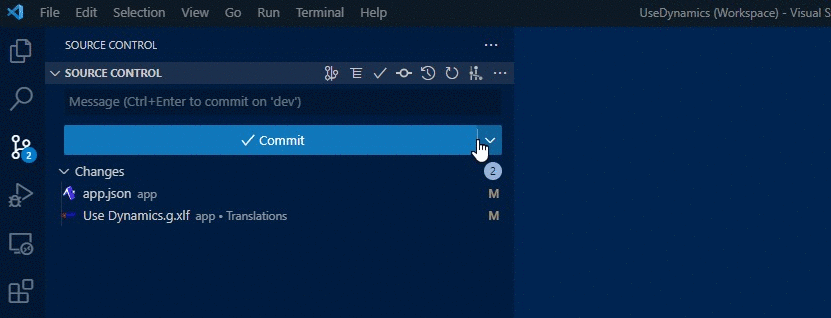 File Edit Selection View Go Run Terminal Help UseDynamics (Workspace) - Visual S
SOURCE CONTROL
SOURCE CONTROL
Message (Ctrl+Enter to commit on 'dev')
Commit
Changes 2
app.json app M
2
Use Dynamics.g.xlf app • Translations M